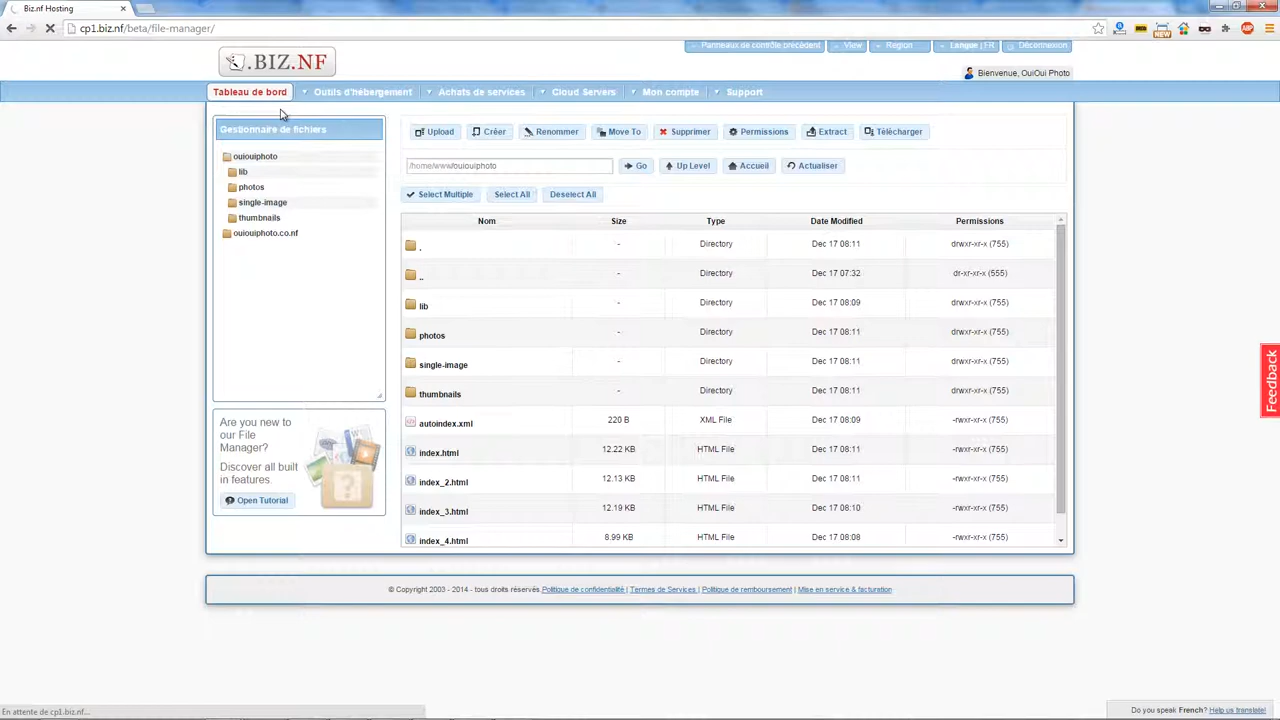 Biz.nf Hosting
cp1.biz.nf/beta/file-manager/
NEW
ABP
.BIZ.NF
Panneaux de contrôle précédent
View
Region
Langue | FR
Déconnexion
Bienvenue, OuiOui Photo
Tableau de bord
Outils d'hébergement
Achats de services
Cloud Servers
Mon compte
Support
Gestionnaire de fichiers
ouiouiphoto
lib
photos
single-image
thumbnails
ouiouiphoto.co.nf
Are you new to our File Manager?
Discover all built in features.
Open Tutorial
Upload Créer Renommer Move To Supprimer Permissions Extract Télécharger
/home/www/ouiouiphoto Go Up Level Accueil Actualiser
Select Multiple Select All Deselect All
Nom Size Type Date Modified Permissions
. - Directory Dec 17 08:11 drwxr-xr-x (755)
.. - Directory Dec 17 07:32 dr-xr-xr-x (555)
lib - Directory Dec 17 08:09 drwxr-xr-x (755)
photos - Directory Dec 17 08:11 drwxr-xr-x (755)
single-image - Directory Dec 17 08:11 drwxr-xr-x (755)
thumbnails - Directory Dec 17 08:11 drwxr-xr-x (755)
autoindex.xml 220 B XML File Dec 17 08:09 -rwxr-xr-x (755)
index.html 12.22 KB HTML File Dec 17 08:11 -rwxr-xr-x (755)
index_2.html 12.13 KB HTML File Dec 17 08:11 -rwxr-xr-x (755)
index_3.html 12.19 KB HTML File Dec 17 08:10 -rwxr-xr-x (755)
index_4.html 8.99 KB HTML File Dec 17 08:08 -rwxr-xr-x (755)
Feedback
© Copyright 2003 - 2014 - tous droits réservés. Politique de confidentialité | Termes de Services | Politique de remboursement | Mise en service & facturation
En attente de cp1.biz.nf...
Do you speak French? Help us translate!